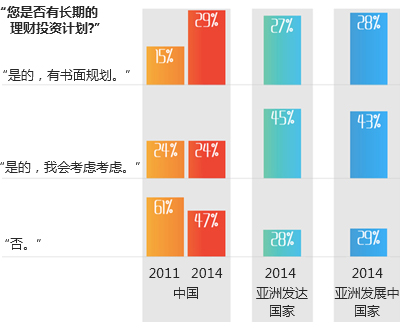 “您是否有长期的
理财投资计划?”
15% 29% 27% 28%
“是的，有书面规划。”
24% 24% 45% 43%
“是的，我会考虑考虑。”
61% 47% 28% 29%
“否。”
2011 2014 2014 2014
中国 亚洲发达 亚洲发展中
国家 国家